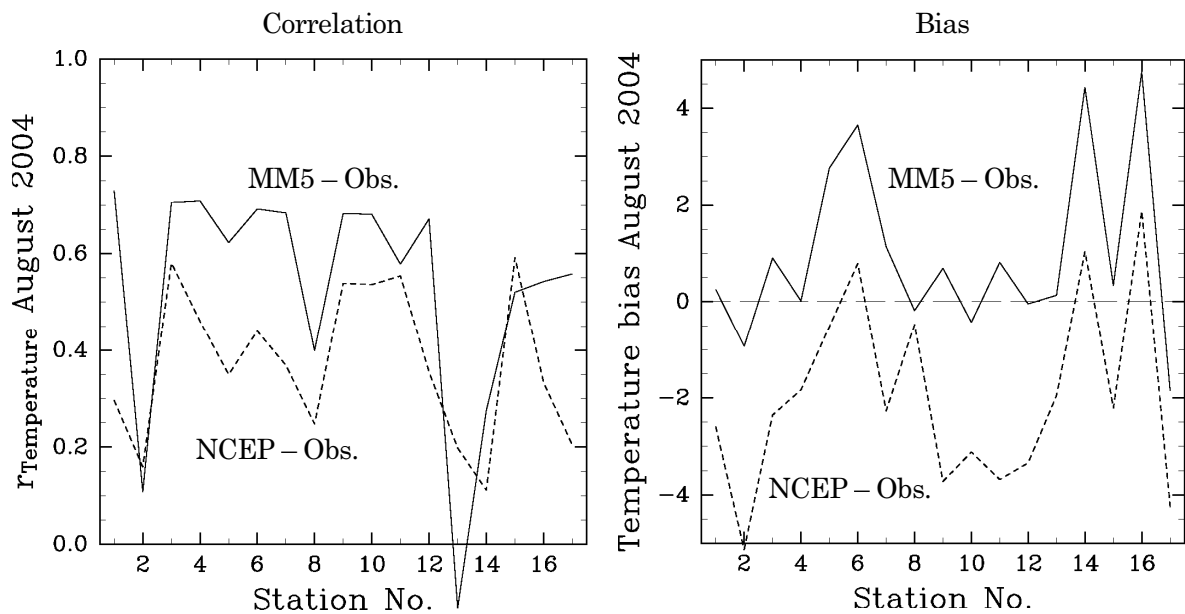 Correlation
1.0
0.8
0.6
0.4
0.2
0.0
rTemperature August 2004
MM5 – Obs.
NCEP – Obs.
2 4 6 8 10 12 14 16
Station No.
Bias
4
2
0
−2
−4
Temperature bias August 2004
MM5 – Obs.
NCEP – Obs.
2 4 6 8 10 12 14 16
Station No.